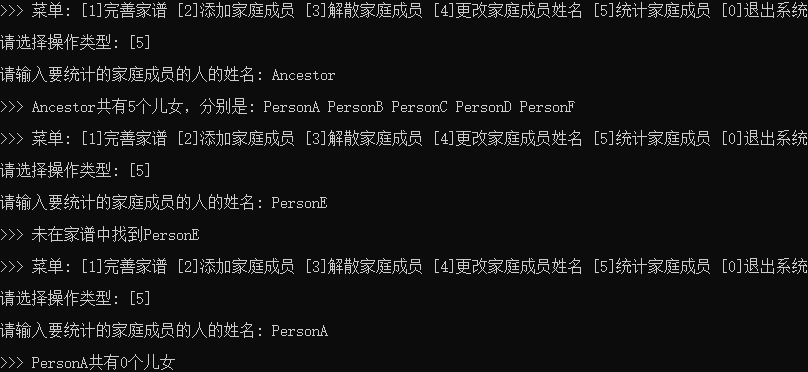 >>> 菜单: [1]完善家谱 [2]添加家庭成员 [3]解散家庭成员 [4]更改家庭成员姓名 [5]统计家庭成员 [0]退出系统
请选择操作类型: [5]
请输入要统计的家庭成员的人的姓名: Ancestor
>>> Ancestor共有5个儿女，分别是: PersonA PersonB PersonC PersonD PersonF
>>> 菜单: [1]完善家谱 [2]添加家庭成员 [3]解散家庭成员 [4]更改家庭成员姓名 [5]统计家庭成员 [0]退出系统
请选择操作类型: [5]
请输入要统计的家庭成员的人的姓名: PersonE
>>> 未在家谱中找到PersonE
>>> 菜单: [1]完善家谱 [2]添加家庭成员 [3]解散家庭成员 [4]更改家庭成员姓名 [5]统计家庭成员 [0]退出系统
请选择操作类型: [5]
请输入要统计的家庭成员的人的姓名: PersonA
>>> PersonA共有0个儿女